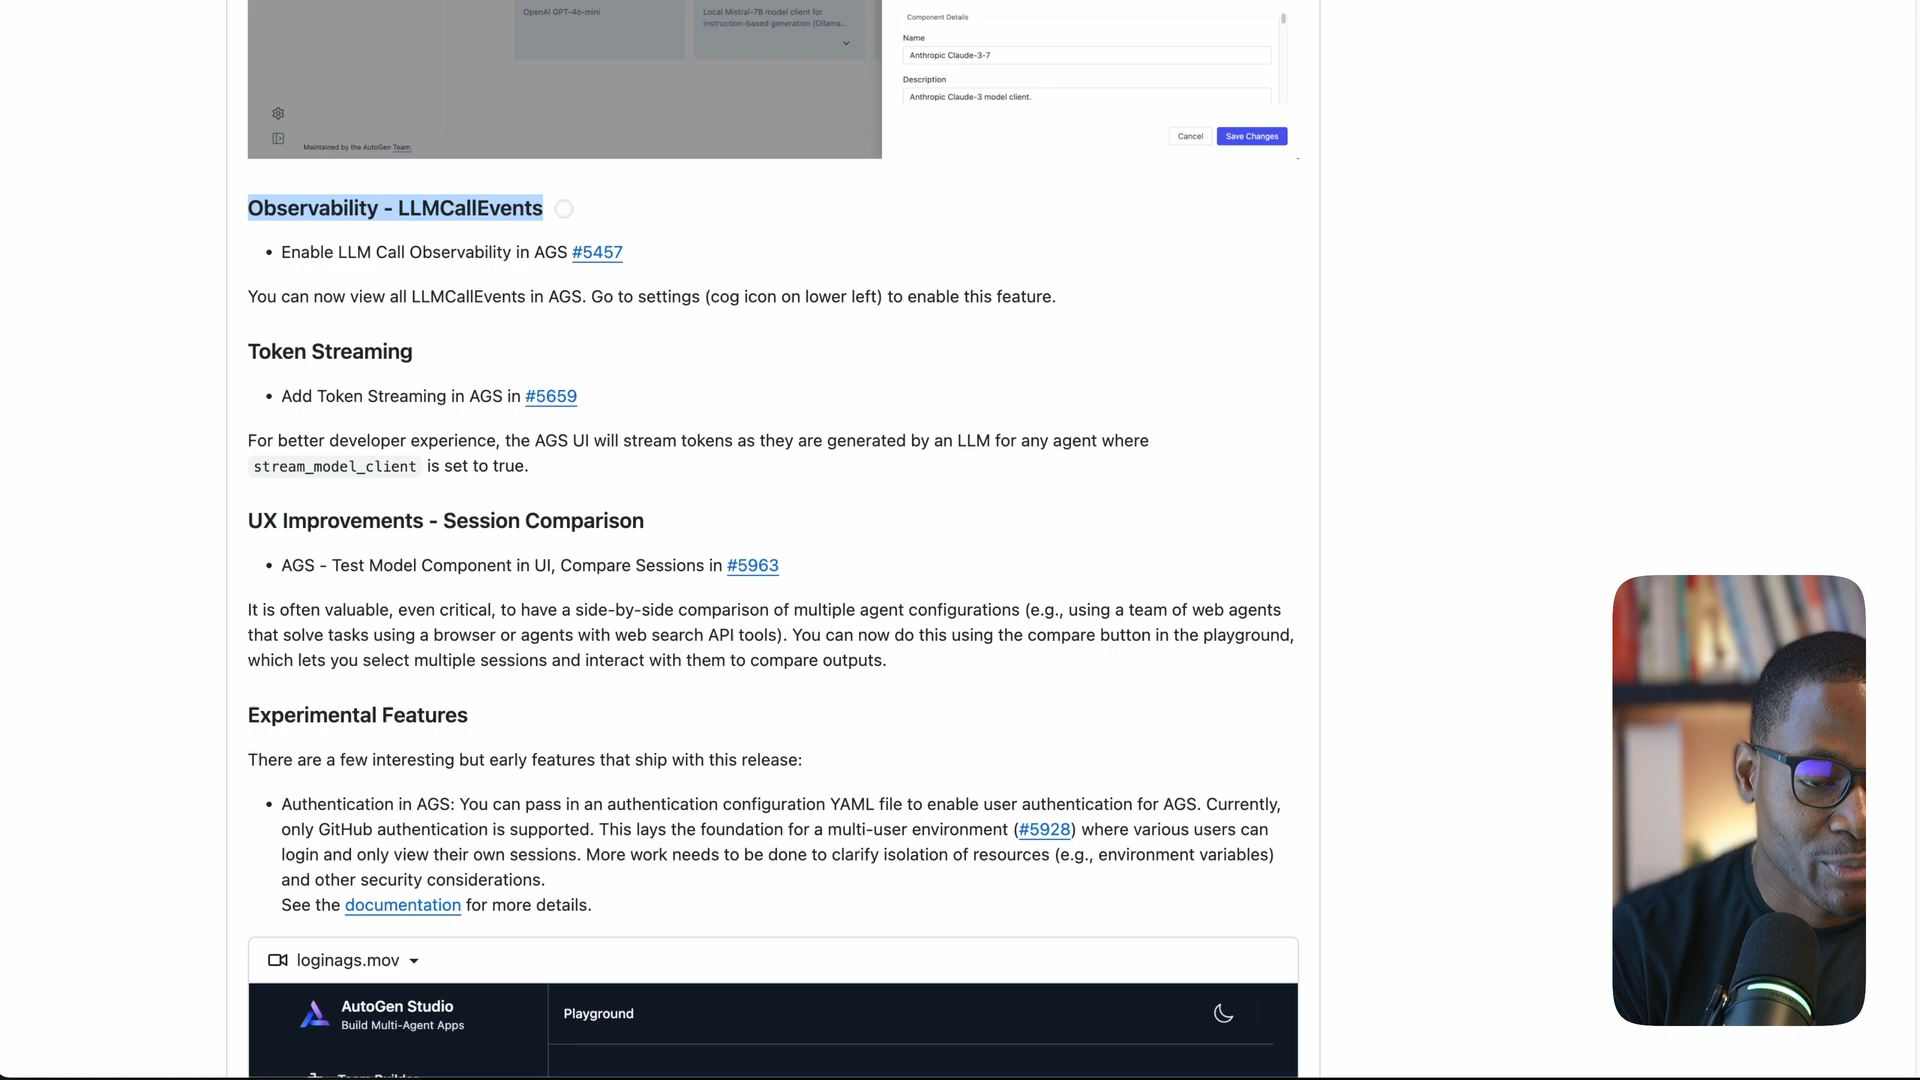 OpenAI GPT-4o-mini
Local Mistral-7B model client for
instruction-based generation (Ollama...
Component Details
Name
Anthropic Claude-3-7
Description
Anthropic Claude-3 model client.
Cancel
Save Changes
Maintained by the AutoGen Team.
Observability - LLMCallEvents
• Enable LLM Call Observability in AGS #5457
You can now view all LLMCallEvents in AGS. Go to settings (cog icon on lower left) to enable this feature.
Token Streaming
• Add Token Streaming in AGS in #5659
For better developer experience, the AGS UI will stream tokens as they are generated by an LLM for any agent where
stream_model_client is set to true.
UX Improvements - Session Comparison
• AGS - Test Model Component in UI, Compare Sessions in #5963
It is often valuable, even critical, to have a side-by-side comparison of multiple agent configurations (e.g., using a team of web agents
that solve tasks using a browser or agents with web search API tools). You can now do this using the compare button in the playground,
which lets you select multiple sessions and interact with them to compare outputs.
Experimental Features
There are a few interesting but early features that ship with this release:
• Authentication in AGS: You can pass in an authentication configuration YAML file to enable user authentication for AGS. Currently,
only GitHub authentication is supported. This lays the foundation for a multi-user environment (#5928) where various users can
login and only view their own sessions. More work needs to be done to clarify isolation of resources (e.g., environment variables)
and other security considerations.
See the documentation for more details.
loginags.mov
AutoGen Studio
Build Multi-Agent Apps
Playground